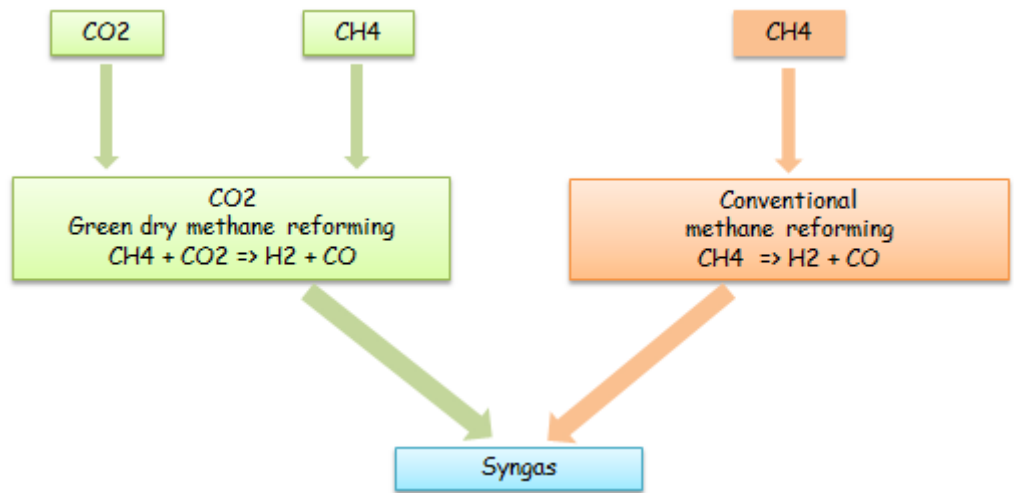 CO2
CH4
CH4
CO2
Green dry methane reforming
CH4 + CO2 => H2 + CO
Conventional
methane reforming
CH4  => H2 + CO
Syngas